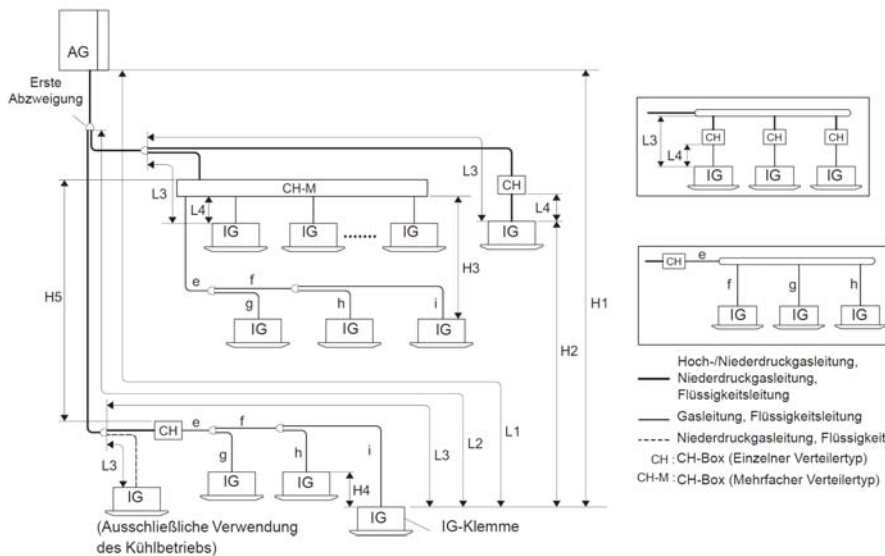 AG
Erste
Abzweigung
L3
CH-M
L3
CH
L4
L4
IG
IG
IG
IG
H5
H3
H1
e
f
g
h
i
H2
IG
IG
IG
L1
L2
L3
CH
e
f
L3
g
h
i
H4
IG
IG
IG
IG
IG-Klemme
(Ausschließliche Verwendung
des Kühlbetriebs)
L3
CH
CH
CH
L4
IG
IG
IG
CH
e
f
g
h
IG
IG
IG
Hoch-/Niederdruckgasleitung,
Niederdruckgasleitung,
Flüssigkeitsleitung
Gasleitung, Flüssigkeitsleitung
Niederdruckgasleitung, Flüssigkeit
CH : CH-Box (Einzelner Verteilertyp)
CH-M : CH-Box (Mehrfacher Verteilertyp)